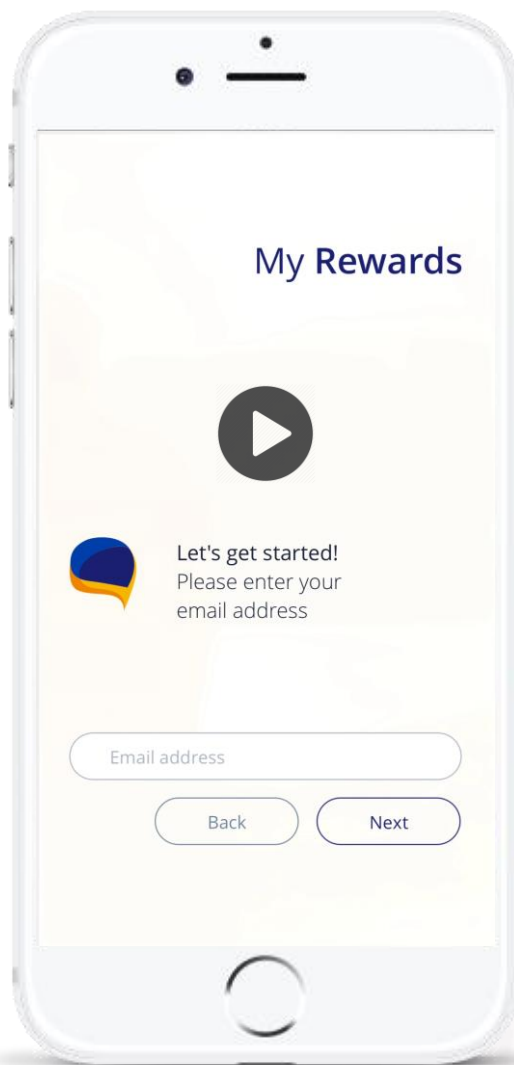 My Rewards
Let's get started!
Please enter your
email address
Email address
Back
Next